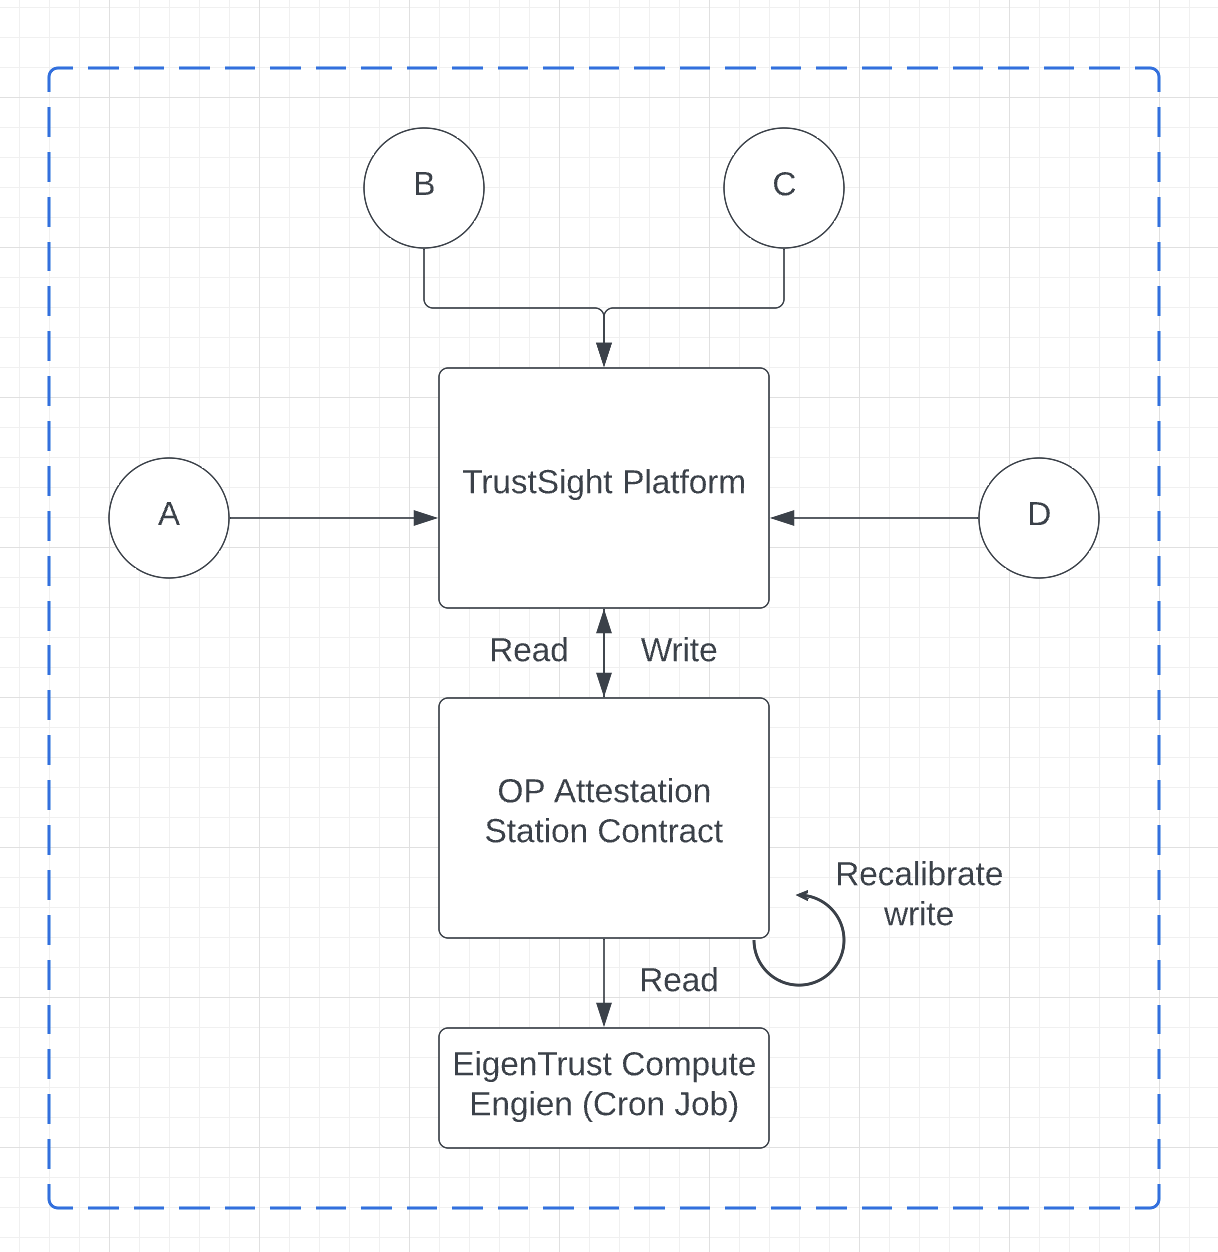 B
C
TrustSight Platform
A
D
Read
Write
OP Attestation
Station Contract
Recalibrate
write
Read
EigenTrust Compute
Engien (Cron Job)